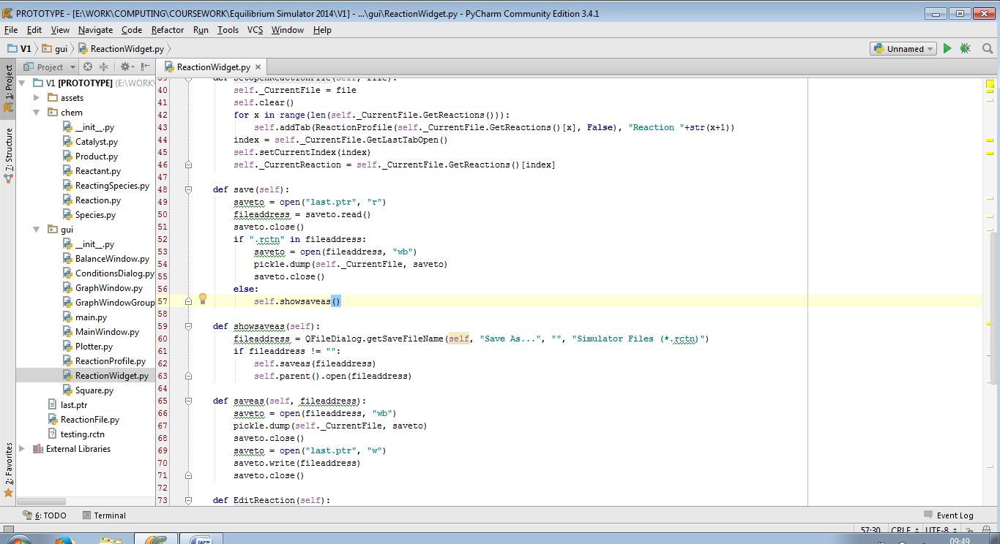 PROTOTYPE - [E:\WORK\COMPUTING\COURSEWORK\Equilibrium Simulator 2014\V1] - ...\gui\ReactionWidget.py - PyCharm Community Edition 3.4.1
File Edit View Navigate Code Refactor Run Tools VCS Window Help
V1 gui ReactionWidget.py Unnamed
Project ReactionWidget.py
1: Project
7: Structure
2: Favorites
V1 [PROTOTYPE] (E:\WORK\
assets
chem
__init__.py
Catalyst.py
Product.py
Reactant.py
ReactingSpecies.py
Reaction.py
Species.py
gui
__init__.py
BalanceWindow.py
ConditionsDialog.py
GraphWindow.py
GraphWindowGroup
main.py
MainWindow.py
Plotter.py
ReactionProfile.py
ReactionWidget.py
Square.py
last.ptr
ReactionFile.py
testing.rctn
External Libraries
39 def setOpenReactionFile(self, file):
40 self._CurrentFile = file
41 self.clear()
42 for x in range(len(self._CurrentFile.GetReactions())):
43 self.addTab(ReactionProfile(self._CurrentFile.GetReactions()[x], False), "Reaction "+str(x+1))
44 index = self._CurrentFile.GetLastTabOpen()
45 self.setCurrentIndex(index)
46 self._CurrentReaction = self._CurrentFile.GetReactions()[index]
47
48 def save(self):
49 saveto = open("last.ptr", "r")
50 fileaddress = saveto.read()
51 saveto.close()
52 if ".rctn" in fileaddress:
53 saveto = open(fileaddress, "wb")
54 pickle.dump(self._CurrentFile, saveto)
55 saveto.close()
56 else:
57 self.showsaveas()
58
59 def showsaveas(self):
60 fileaddress = QFileDialog.getSaveFileName(self, "Save As...", "", "Simulator Files (*.rctn)")
61 if fileaddress != "":
62 self.saveas(fileaddress)
63 self.parent().open(fileaddress)
64
65 def saveas(self, fileaddress):
66 saveto = open(fileaddress, "wb")
67 pickle.dump(self._CurrentFile, saveto)
68 saveto.close()
69 saveto = open("last.ptr", "w")
70 saveto.write(fileaddress)
71 saveto.close()
72
73 def EditReaction(self):
6: TODO Terminal Event Log
57:30 CRLF UTF-8
09:49